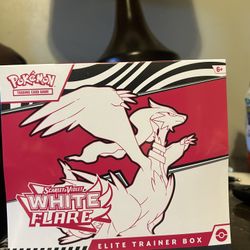 POKÉMON
TRADING CARD GAME
6+
SCARLET & VIOLET
WHITE
FLARE
ELITE TRAINER BOX